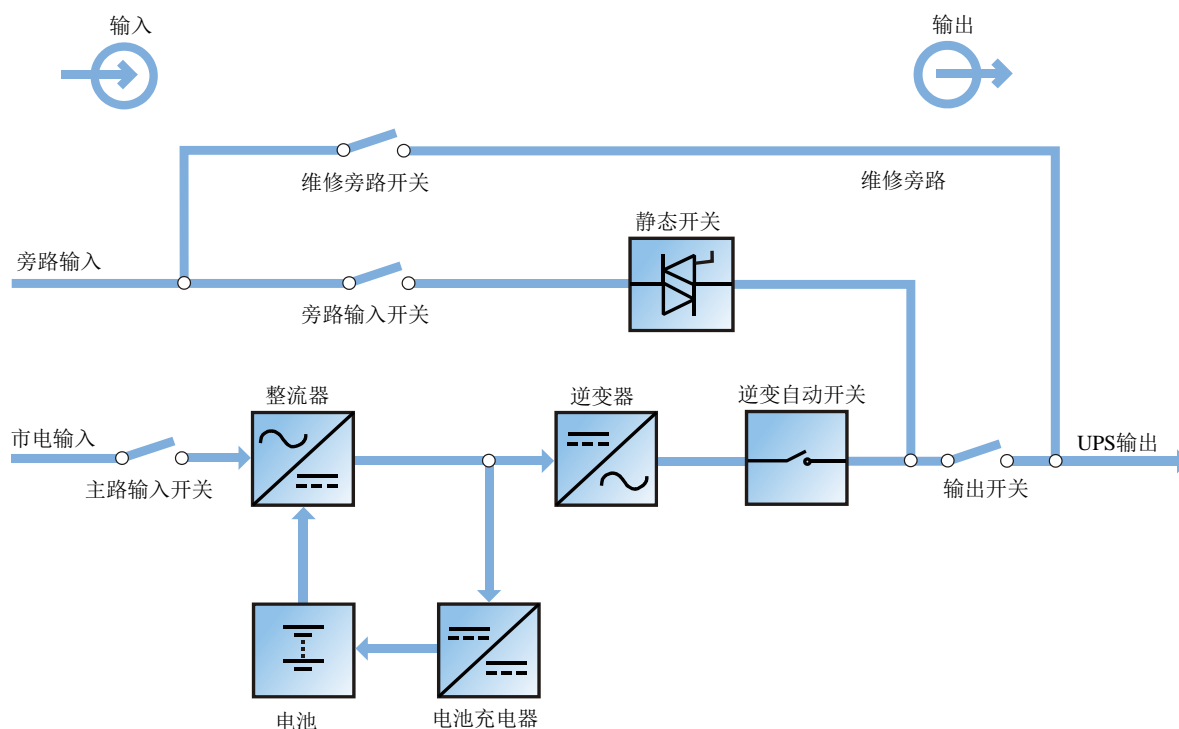 输入
输出
维修旁路开关
维修旁路
静态开关
旁路输入
旁路输入开关
整流器
逆变器
逆变自动开关
市电输入
UPS输出
主路输入开关
输出开关
电池
电池充电器